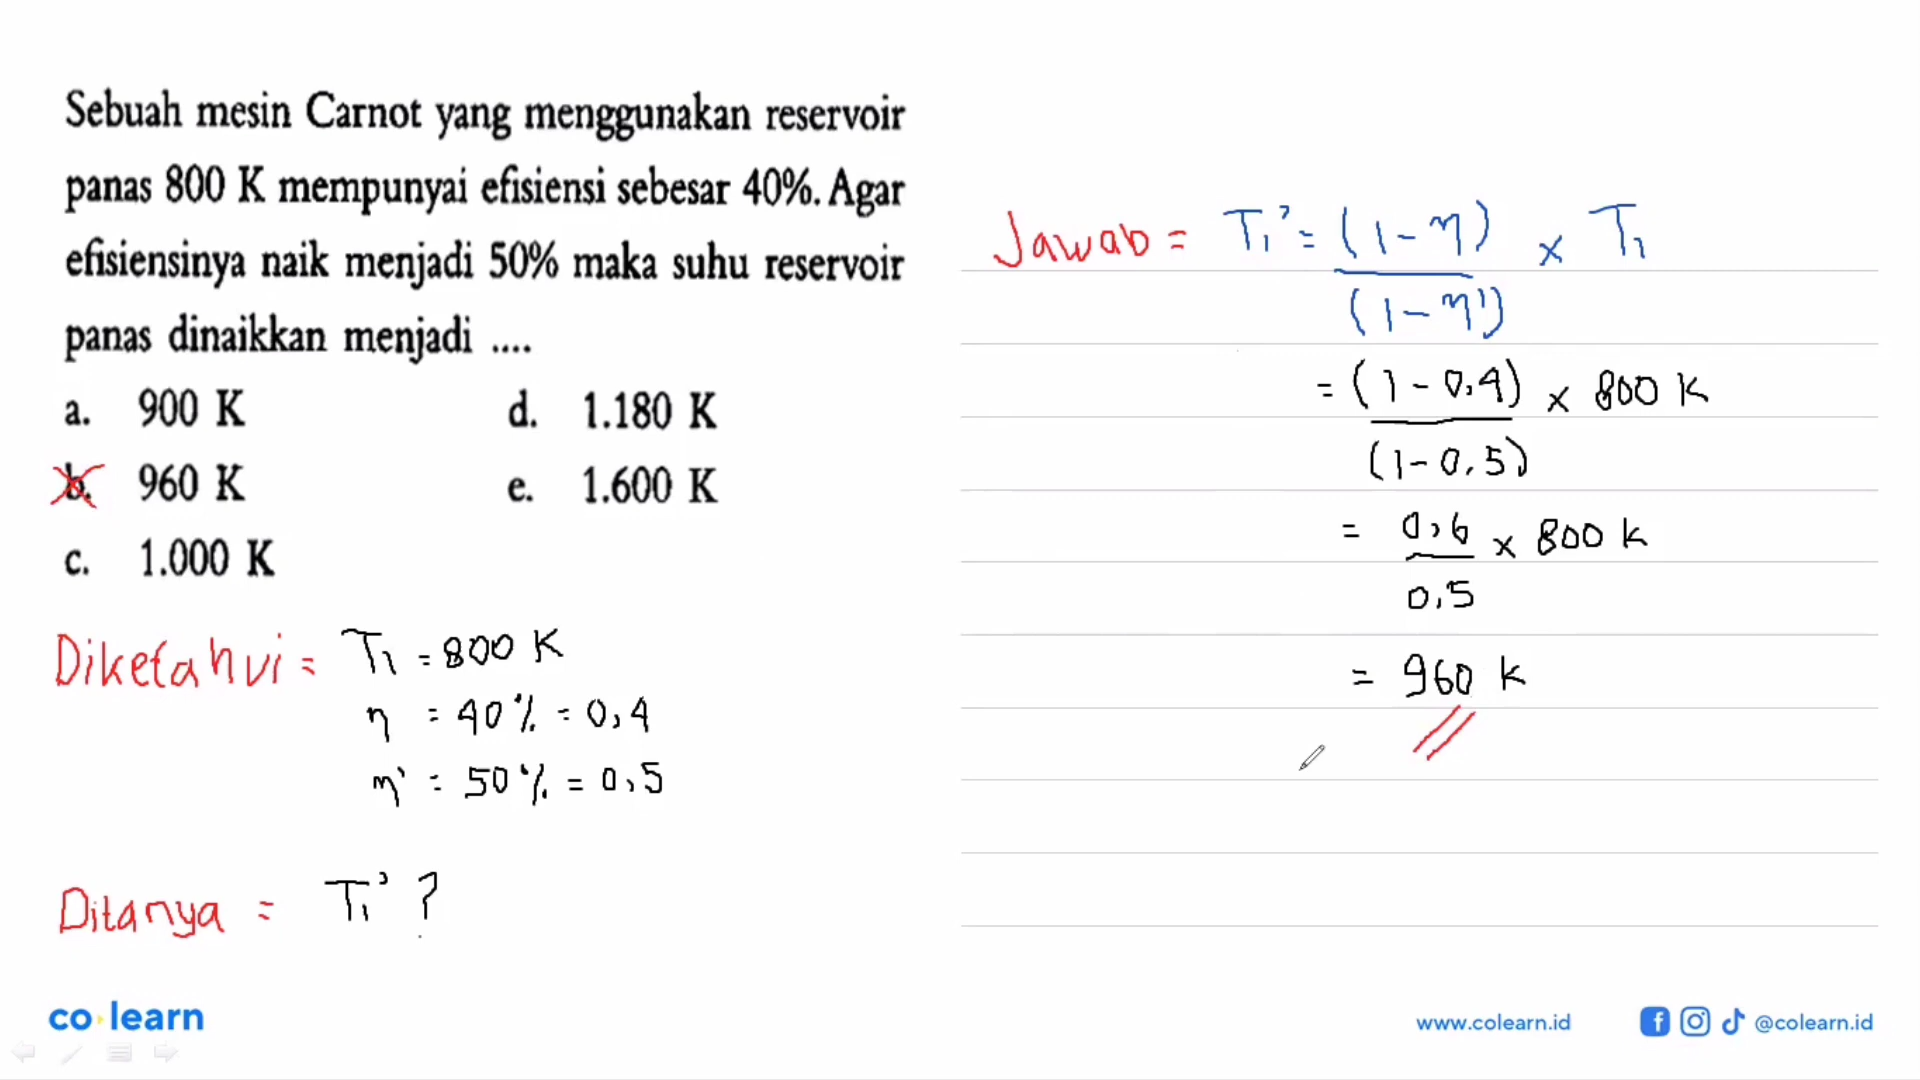 Sebuah mesin Carnot yang menggunakan reservoir
panas 800 K mempunyai efisiensi sebesar 40%. Agar
efisiensinya naik menjadi 50% maka suhu reservoir
panas dinaikkan menjadi ....
a. 900 K d. 1.180 K
b. 960 K e. 1.600 K
c. 1.000 K
Diketahui = T₁ = 800 K
η = 40% = 0,4
η' = 50% = 0,5
Ditanya = T₁' ?
Jawab = T₁' = (1 - η) × T₁
(1 - η')
= (1 - 0,4) × 800 K
(1 - 0,5)
= 0,6 × 800 K
0,5
= 960 K
co learn
www.colearn.id @colearn.id